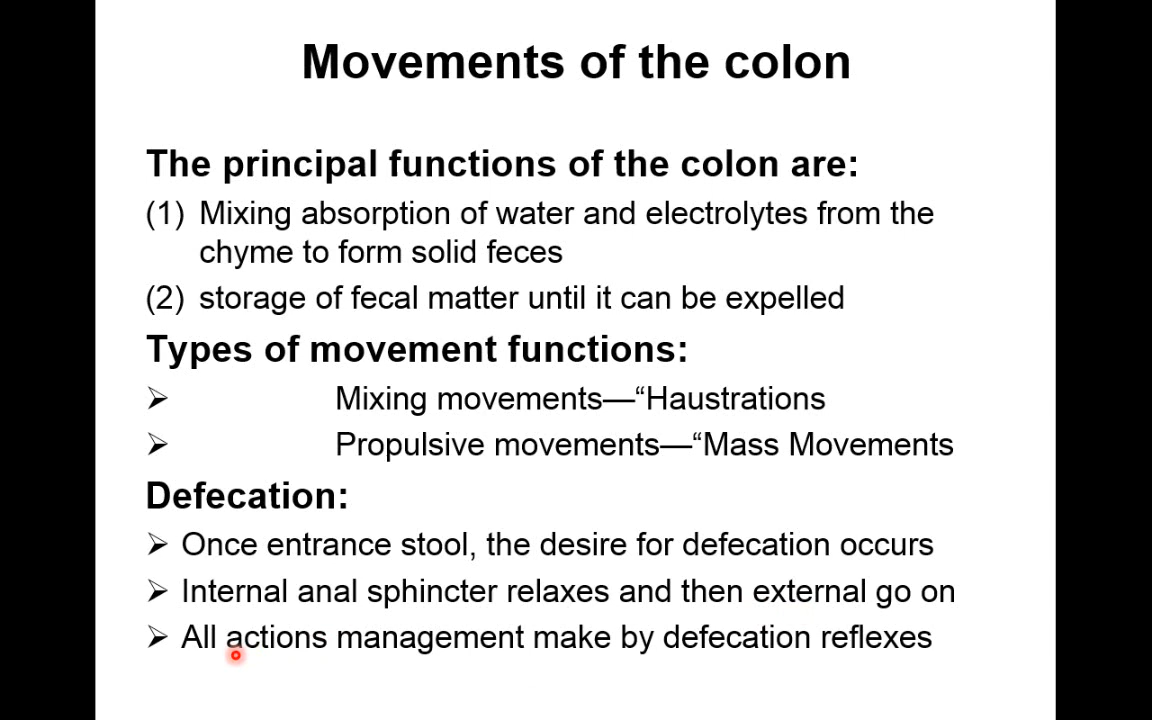 Movements of the colon
The principal functions of the colon are:
(1) Mixing absorption of water and electrolytes from the
chyme to form solid feces
(2) storage of fecal matter until it can be expelled
Types of movement functions:
➢ Mixing movements—“Haustrations
➢ Propulsive movements—“Mass Movements
Defecation:
➢ Once entrance stool, the desire for defecation occurs
➢ Internal anal sphincter relaxes and then external go on
➢ All actions management make by defecation reflexes